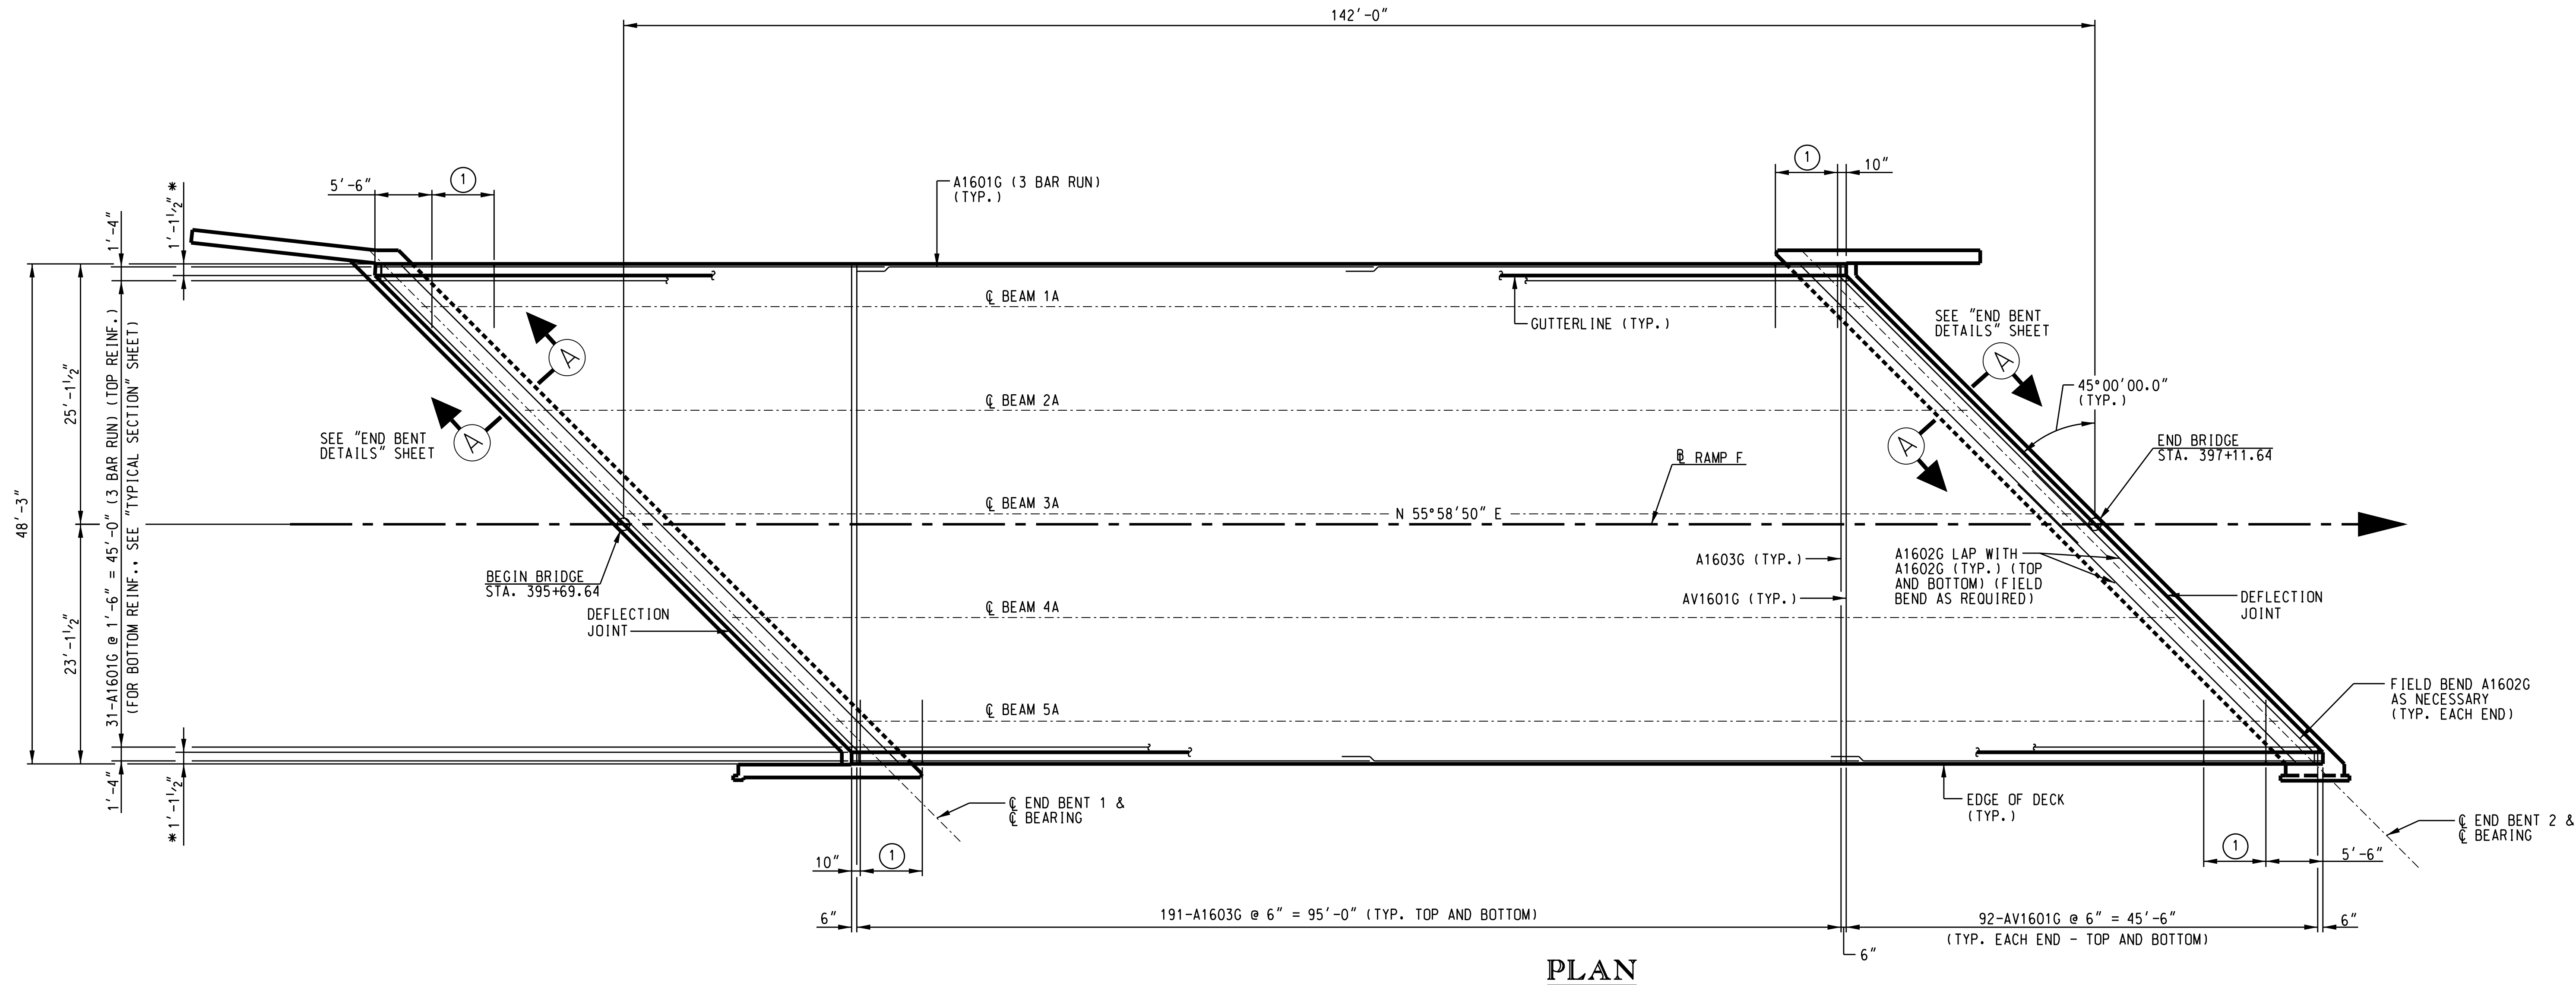 142'-0"
5'-6"
1
1'-4"
1'-1½"*
A1601G (3 BAR RUN)
(TYP.)
1
10"
℄ BEAM 1A
GUTTERLINE (TYP.)
SEE "END BENT
DETAILS" SHEET
A
A
℄ BEAM 2A
45°00'00.0"
(TYP.)
25'-1½"
48'-3"
23'-1½"
31-A1601G @ 1'-6" = 45'-0" (3 BAR RUN) (TOP REINF.)
(FOR BOTTOM REINF., SEE "TYPICAL SECTION" SHEET)
SEE "END BENT
DETAILS" SHEET
A
A
END BRIDGE
STA. 397+11.64
B RAMP F
℄ BEAM 3A
N 55°58'50" E
BEGIN BRIDGE
STA. 395+69.64
A1603G (TYP.)
AV1601G (TYP.)
A1602G LAP WITH
A1602G (TYP.) (TOP
AND BOTTOM) (FIELD
BEND AS REQUIRED)
DEFLECTION
JOINT
℄ BEAM 4A
DEFLECTION
JOINT
℄ BEAM 5A
FIELD BEND A1602G
AS NECESSARY
(TYP. EACH END)
1'-4"
*1'-1½"
℄ END BENT 1 &
℄ BEARING
EDGE OF DECK
(TYP.)
℄ END BENT 2 &
℄ BEARING
10"
1
1
5'-6"
6"
191-A1603G @ 6" = 95'-0" (TYP. TOP AND BOTTOM)
92-AV1601G @ 6" = 45'-6"
(TYP. EACH END - TOP AND BOTTOM)
6"
6"
PLAN